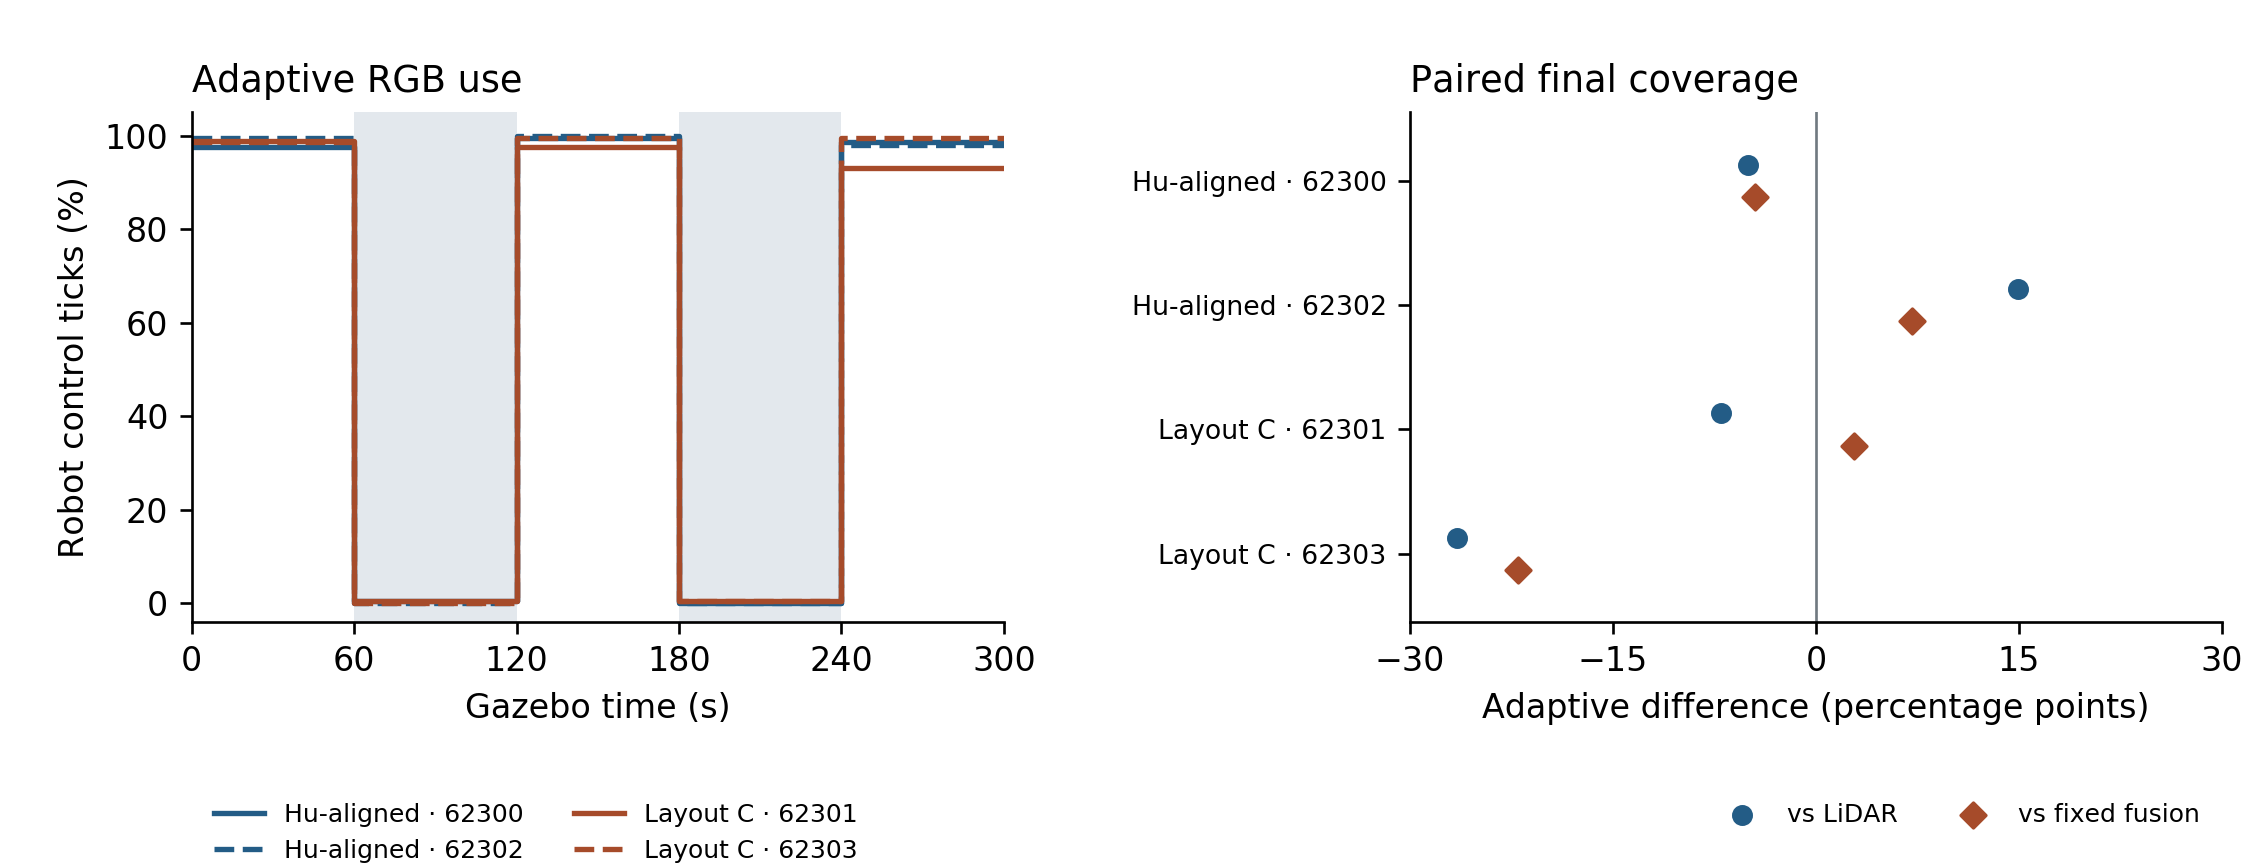 Adaptive RGB use
Robot control ticks (%)
100
80
60
40
20
0
0 60 120 180 240 300
Gazebo time (s)
Hu-aligned · 62300
Hu-aligned · 62302
Layout C · 62301
Layout C · 62303
Paired final coverage
Hu-aligned · 62300
Hu-aligned · 62302
Layout C · 62301
Layout C · 62303
−30 −15 0 15 30
Adaptive difference (percentage points)
vs LiDAR
vs fixed fusion